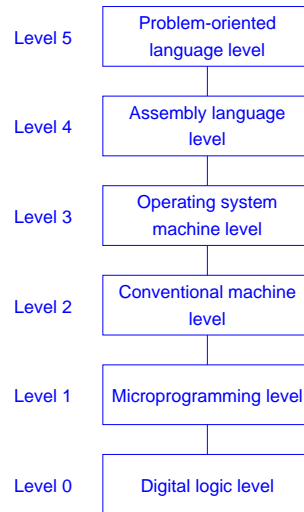 Level 5
Problem-oriented
language level
Level 4
Assembly language
level
Level 3
Operating system
machine level
Level 2
Conventional machine
level
Level 1
Microprogramming level
Level 0
Digital logic level